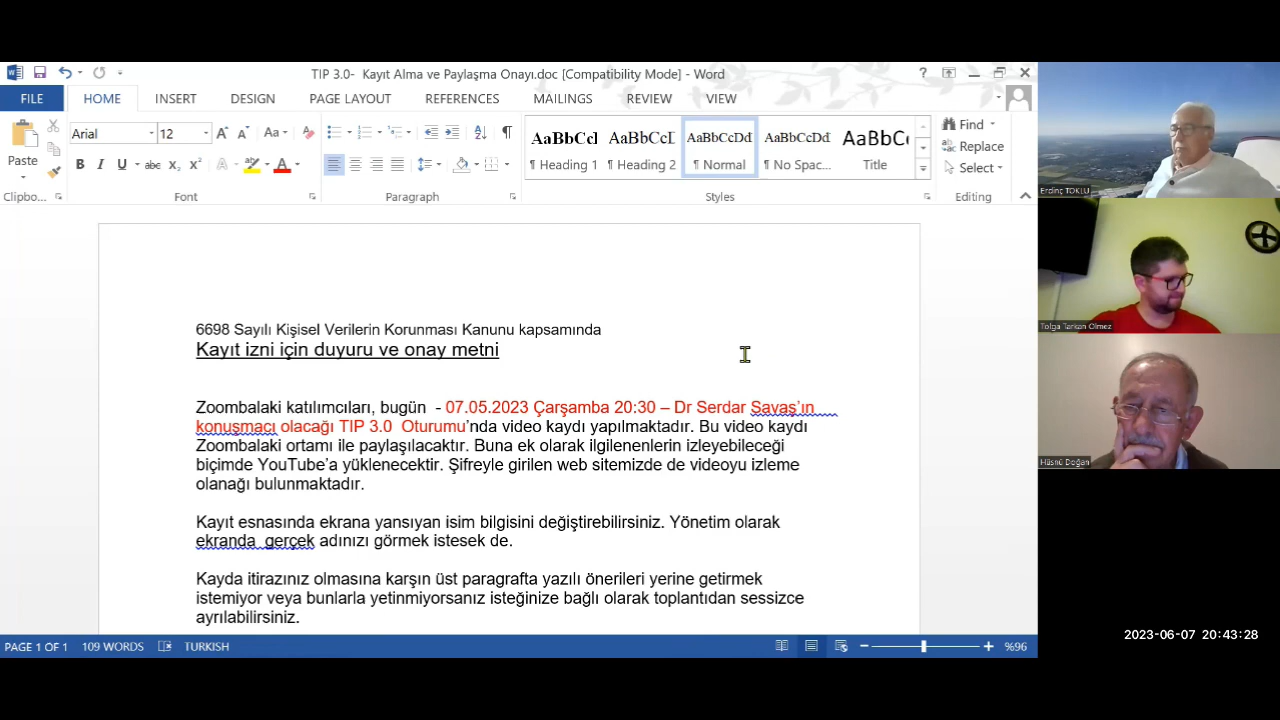 TIP 3.0- Kayıt Alma ve Paylaşma Onayı.doc [Compatibility Mode] - Word
FILE HOME INSERT DESIGN PAGE LAYOUT REFERENCES MAILINGS REVIEW VIEW
Paste
Arial 12
AaBbCcI AaBbCcI AaBbCcDd AaBbCcDd AaBbC
¶ Heading 1 ¶ Heading 2 ¶ Normal ¶ No Spac... Title
Find
Replace
Select
Clipbo... Font Paragraph Styles Editing
6698 Sayılı Kişisel Verilerin Korunması Kanunu kapsamında
Kayıt izni için duyuru ve onay metni
Zoombalaki katılımcıları, bugün - 07.05.2023 Çarşamba 20:30 – Dr Serdar Savaş’ın
konuşmacı olacağı TIP 3.0 Oturumu’nda video kaydı yapılmaktadır. Bu video kaydı
Zoombalaki ortamı ile paylaşılacaktır. Buna ek olarak ilgilenenlerin izleyebileceği
biçimde YouTube’a yüklenecektir. Şifreyle girilen web sitemizde de videoyu izleme
olanağı bulunmaktadır.
Kayıt esnasında ekrana yansıyan isim bilgisini değiştirebilirsiniz. Yönetim olarak
ekranda gerçek adınızı görmek istesek de.
Kayda itirazınız olmasına karşın üst paragrafta yazılı önerileri yerine getirmek
istemiyor veya bunlarla yetinmiyorsanız isteğinize bağlı olarak toplantıdan sessizce
ayrılabilirsiniz.
PAGE 1 OF 1 109 WORDS TURKISH %96
Erdinç TOKLU
Tolga Tarkan Ölmez
Hüsnü Doğan
2023-06-07 20:43:28